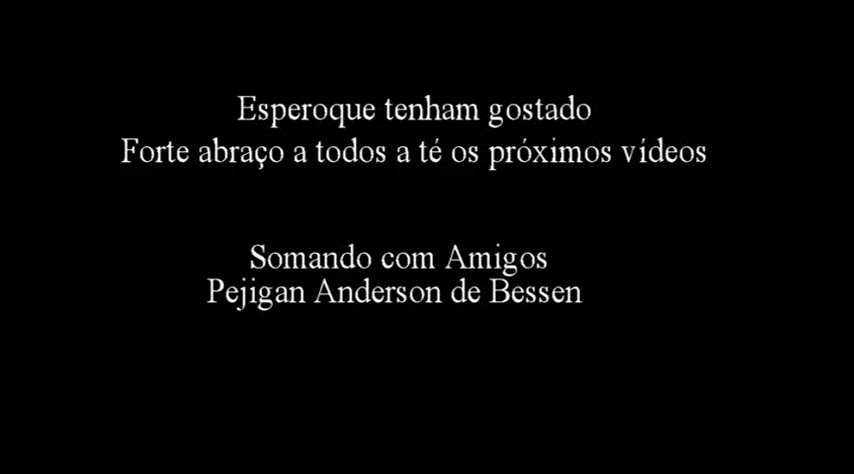 Esperoque tenham gostado
Forte abraço a todos a té os próximos vídeos
Somando com Amigos
Pejigan Anderson de Bessen